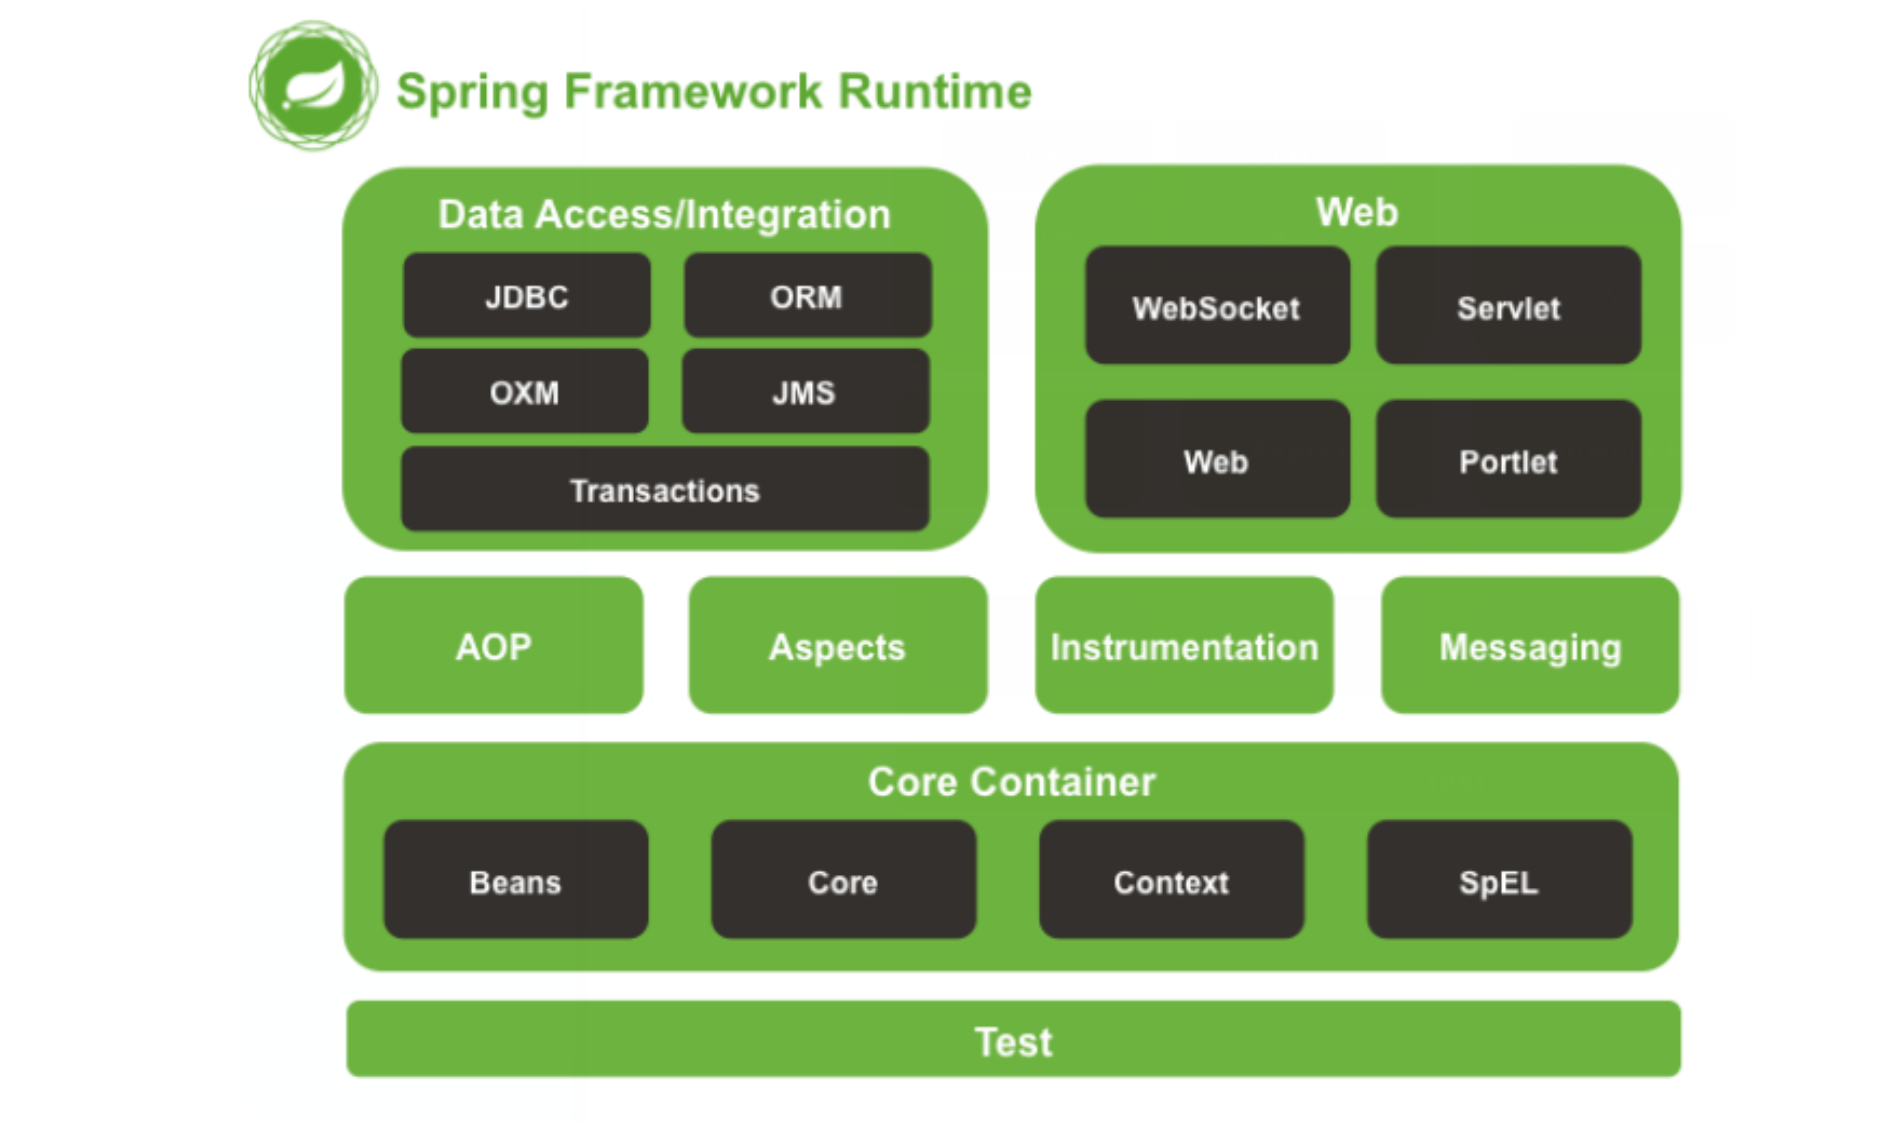 Spring Framework Runtime
Data Access/Integration
JDBC
ORM
OXM
JMS
Transactions
Web
WebSocket
Servlet
Web
Portlet
AOP
Aspects
Instrumentation
Messaging
Core Container
Beans
Core
Context
SpEL
Test